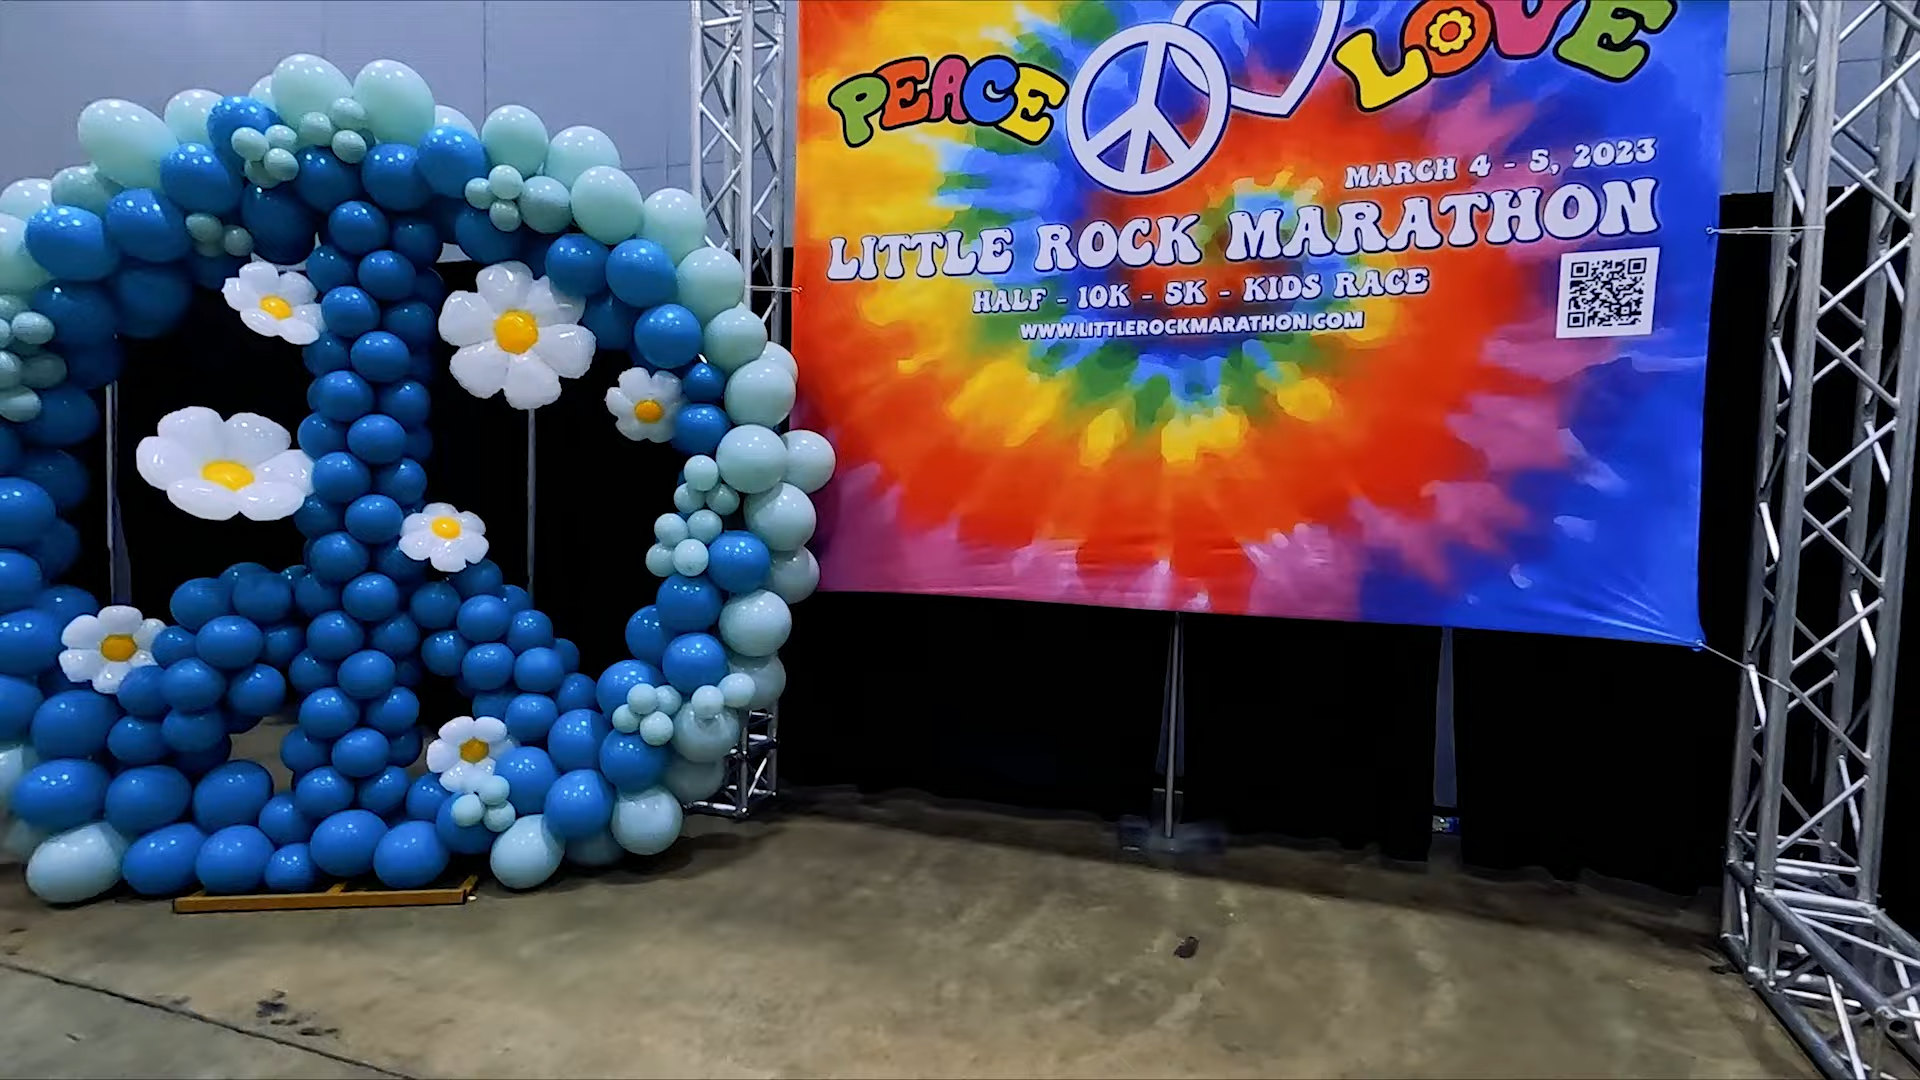 PEACE LOVE
MARCH 4 - 5, 2023
LITTLE ROCK MARATHON
HALF - 10K - 5K - KIDS RACE
WWW.LITTLEROCKMARATHON.COM